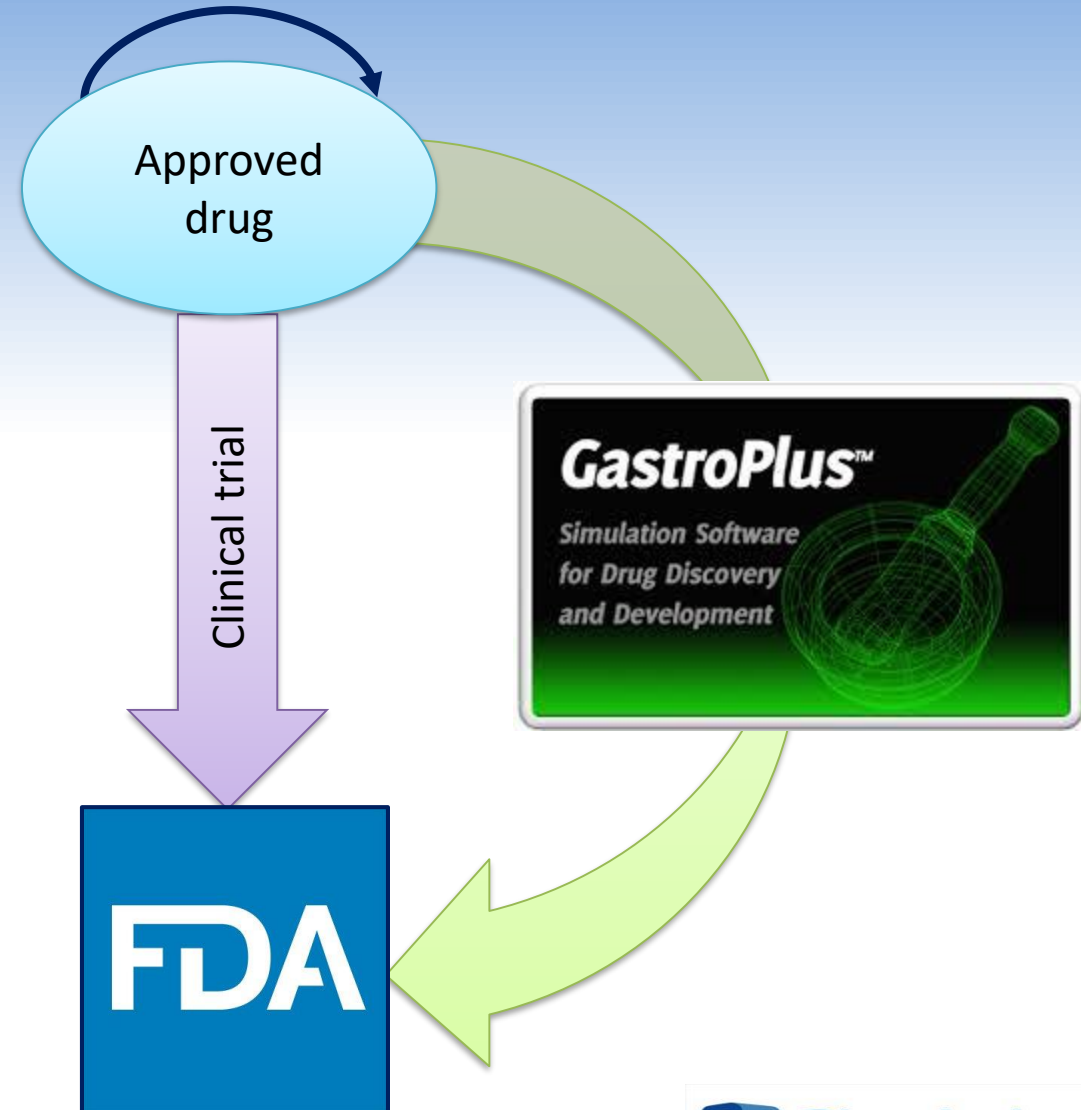 Approved
drug
Clinical trial
GastroPlus™
Simulation Software
for Drug Discovery
and Development
FDA